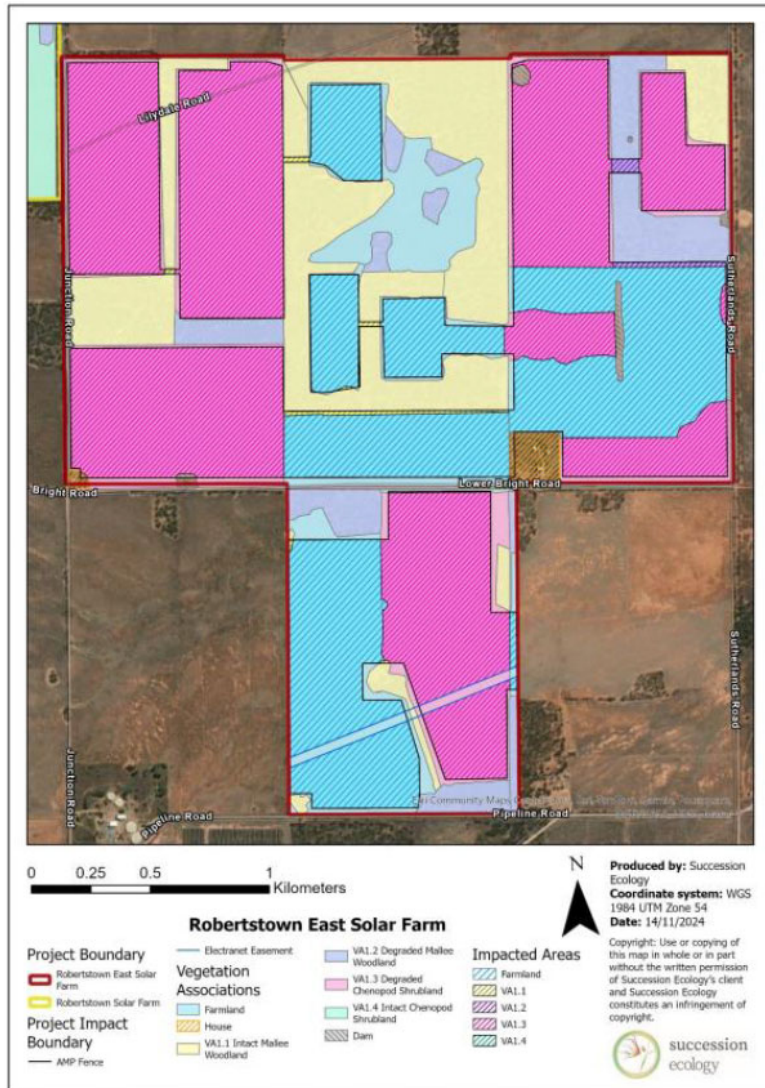 Lilydale Road
Junction Road
Sutherlands Road
Bright Road
Lower Bright Road
Sutherlands Road
Junction Road
Pipeline Road
Pipeline Road
0 0.25 0.5 1
Kilometers
N
Produced by: Succession
Ecology
Coordinate system: WGS
1984 UTM Zone 54
Date: 14/11/2024
Copyright: Use or copying of
this map in whole or in part
without the written permission
of Succession Ecology's client
and Succession Ecology
constitutes an infringement of
copyright.
succession
ecology
Robertstown East Solar Farm
Project Boundary
Robertstown East Solar
Farm
Robertstown Solar Farm
Project Impact
Boundary
AMP Fence
Electranet Easement
Vegetation
Associations
Farmland
House
VA1.1 Intact Mallee
Woodland
VA1.2 Degraded Mallee
Woodland
VA1.3 Degraded
Chenopod Shrubland
VA1.4 Intact Chenopod
Shrubland
Dam
Impacted Areas
Farmland
VA1.1
VA1.2
VA1.3
VA1.4